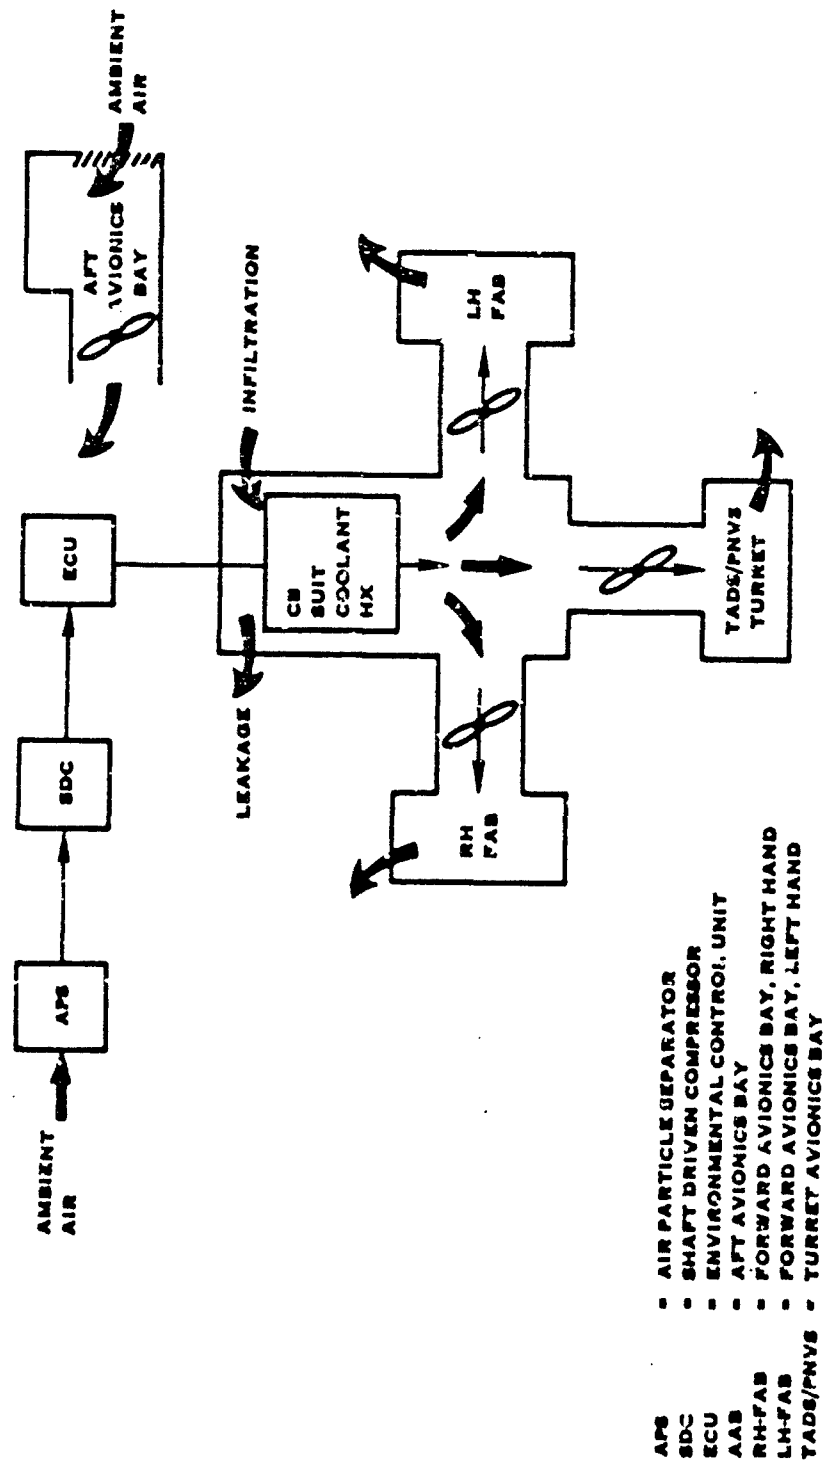 AMBIENT
AIR
APS
SDC
ECU
AFT
AVIONICS
BAY
AMBIENT
AIR
LEAKAGE
INFILTRATION
CB
SUIT
COOLANT
HX
RH
FAB
LH
FAB
TADS/PNVS
TURRET
APS = AIR PARTICLE SEPARATOR
SDC = SHAFT DRIVEN COMPRESSOR
ECU = ENVIRONMENTAL CONTROL UNIT
AAB = AFT AVIONICS BAY
RH-FAB = FORWARD AVIONICS BAY, RIGHT HAND
LH-FAB = FORWARD AVIONICS BAY, LEFT HAND
TADS/PNVS = TURRET AVIONICS BAY